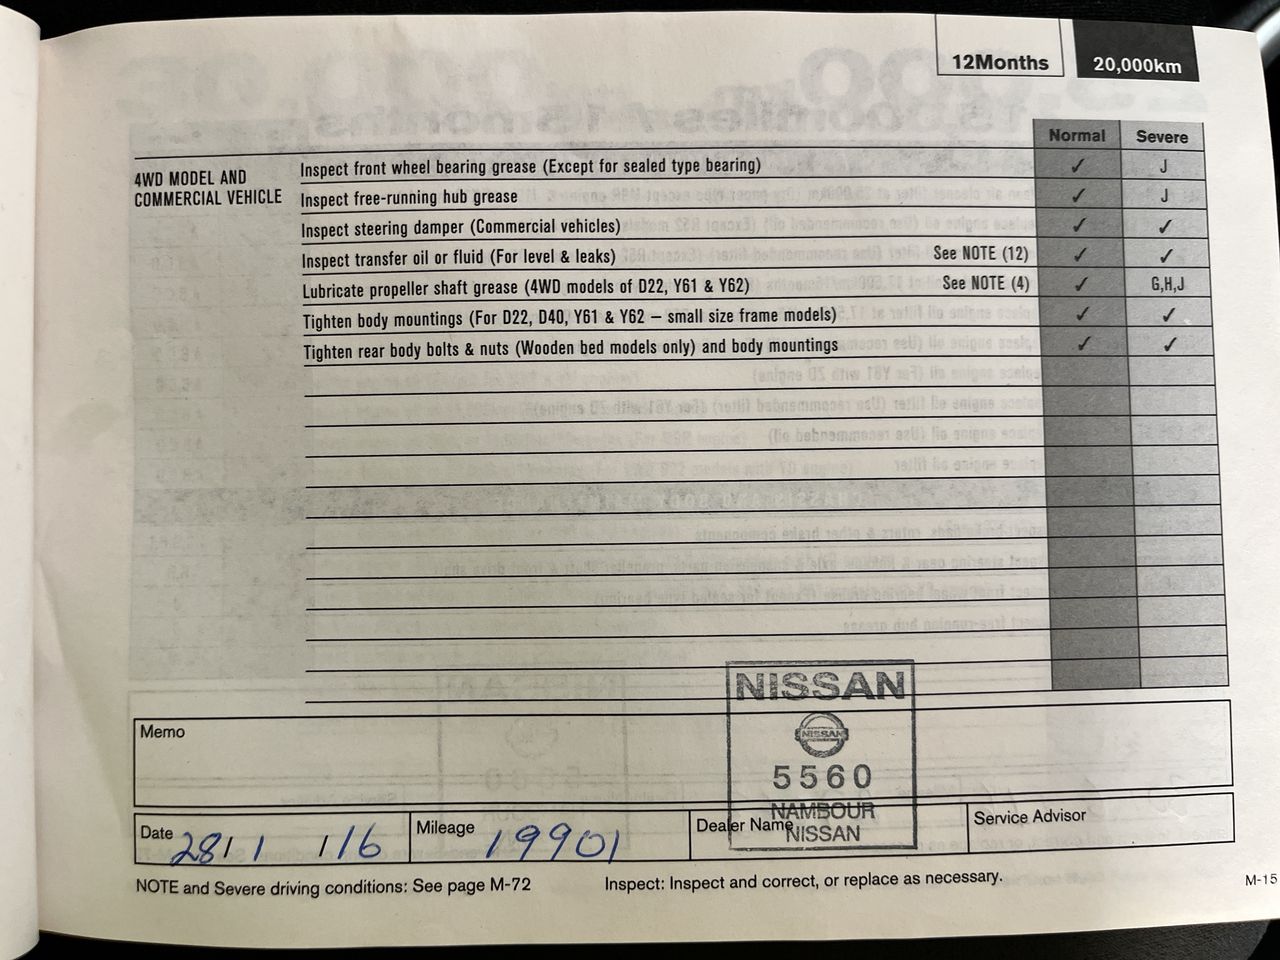 12Months 20,000km
Normal Severe
4WD MODEL AND
COMMERCIAL VEHICLE
Inspect front wheel bearing grease (Except for sealed type bearing) ✓ J
Inspect free-running hub grease ✓ J
Inspect steering damper (Commercial vehicles) ✓ ✓
Inspect transfer oil or fluid (For level & leaks) See NOTE (12) ✓ ✓
Lubricate propeller shaft grease (4WD models of D22, Y61 & Y62) See NOTE (4) ✓ G,H,J
Tighten body mountings (For D22, D40, Y61 & Y62 – small size frame models) ✓ ✓
Tighten rear body bolts & nuts (Wooden bed models only) and body mountings ✓ ✓
NISSAN
NISSAN
5560
NAMBOUR
NISSAN
Memo
Date 28/1/16 Mileage 19901 Dealer Name Service Advisor
NOTE and Severe driving conditions: See page M-72 Inspect: Inspect and correct, or replace as necessary.
M-15